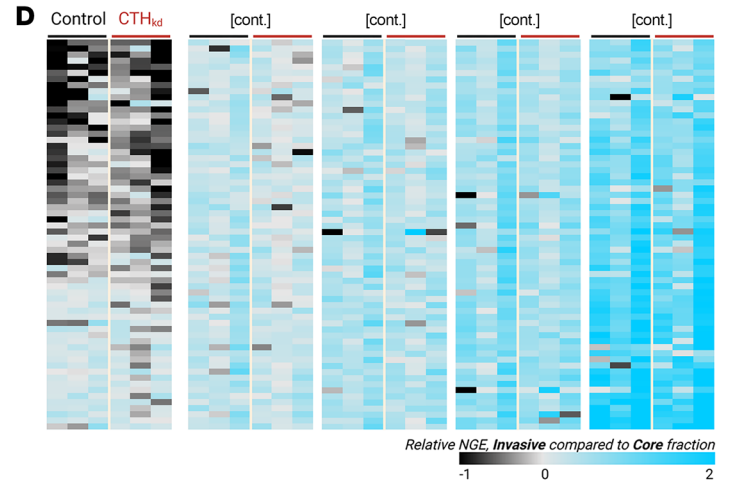 D
Control CTHkd [cont.] [cont.] [cont.] [cont.]
Relative NGE, Invasive compared to Core fraction
-1 0 2